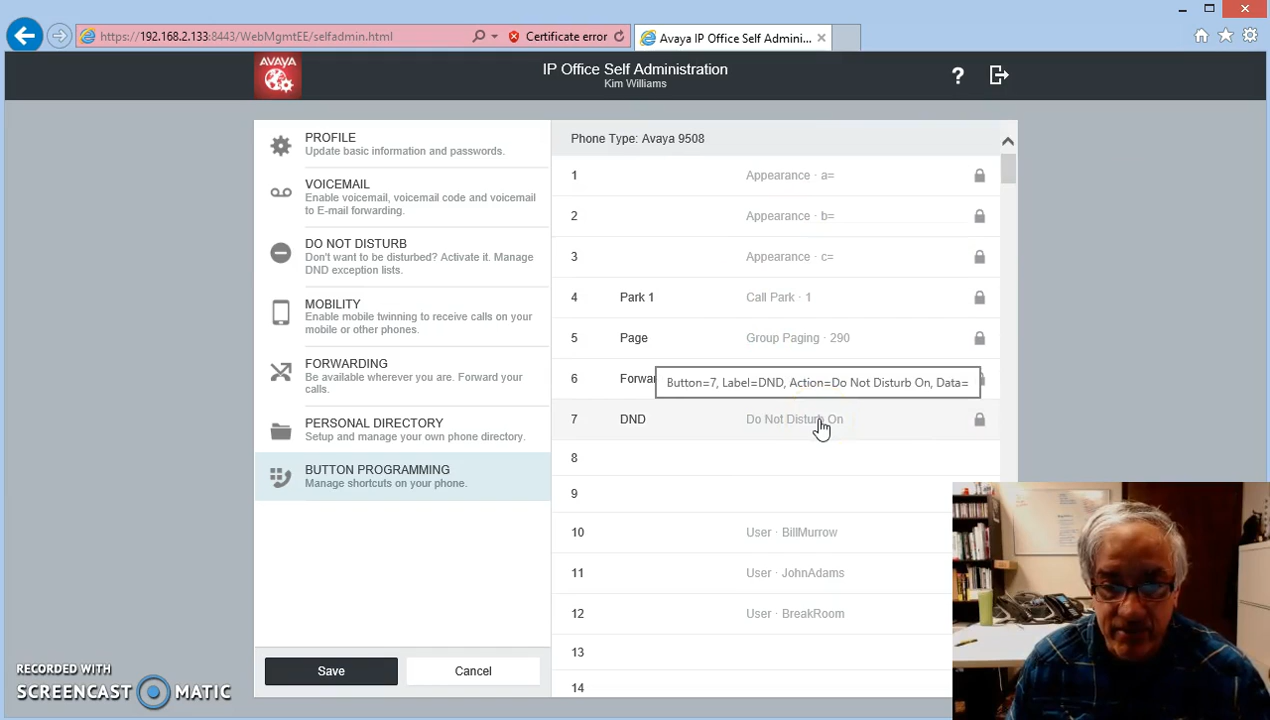 https://192.168.2.133:8443/WebMgmtEE/selfadmin.html
Certificate error
Avaya IP Office Self Admini...
AVAYA
IP Office Self Administration
Kim Williams
?
PROFILE
Update basic information and passwords.
VOICEMAIL
Enable voicemail, voicemail code and voicemail
to E-mail forwarding.
DO NOT DISTURB
Don't want to be disturbed? Activate it. Manage
DND exception lists.
MOBILITY
Enable mobile twinning to receive calls on your
mobile or other phones.
FORWARDING
Be available wherever you are. Forward your
calls.
PERSONAL DIRECTORY
Setup and manage your own phone directory.
BUTTON PROGRAMMING
Manage shortcuts on your phone.
Save
Cancel
Phone Type: Avaya 9508
1 Appearance · a=
2 Appearance · b=
3 Appearance · c=
4 Park 1 Call Park · 1
5 Page Group Paging · 290
6 Forwa
Button=7, Label=DND, Action=Do Not Disturb On, Data=
7 DND Do Not Disturb On
8
9
10 User · BillMurrow
11 User · JohnAdams
12 User · BreakRoom
13
14
RECORDED WITH
SCREENCAST MATIC